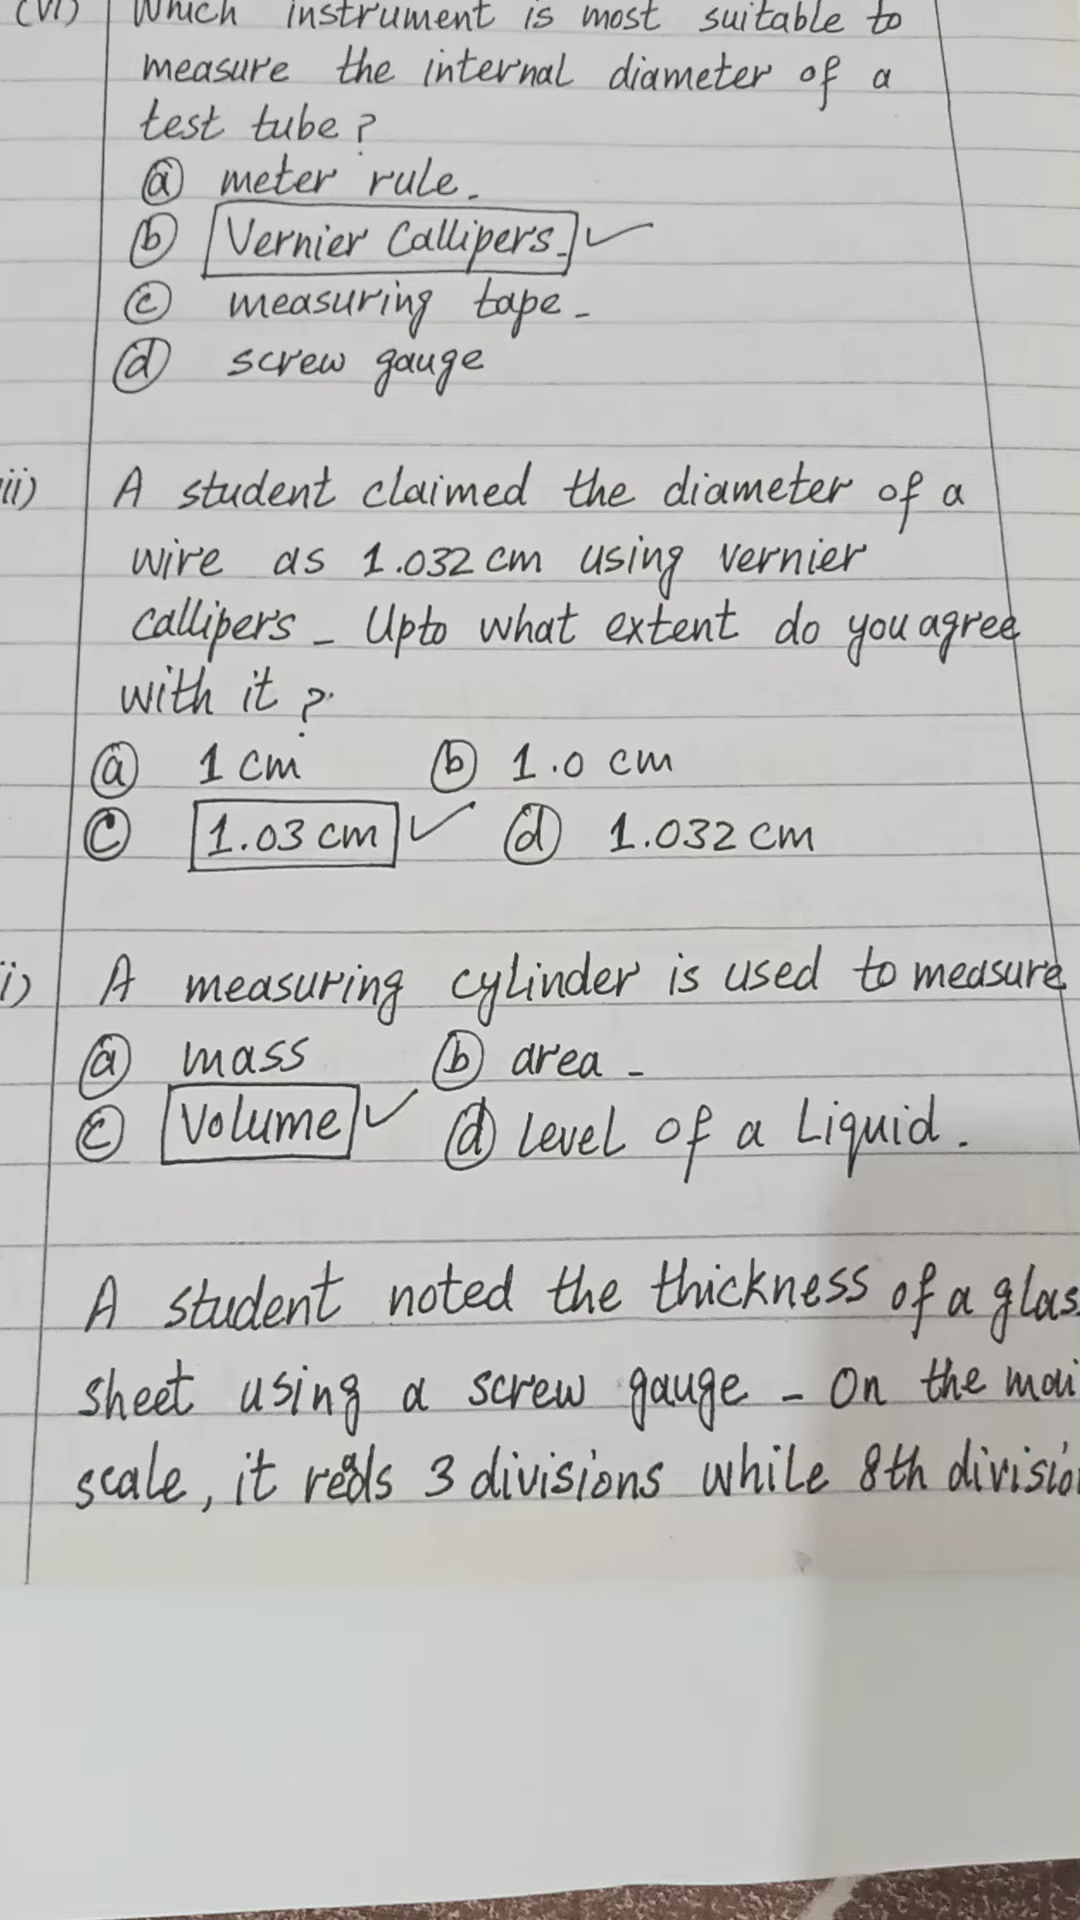 (vi) Which instrument is most suitable to
measure the internal diameter of a
test tube?
(a) meter rule.
(b) Vernier Callipers.
(c) measuring tape.
(d) screw gauge
ii) A student claimed the diameter of a
wire as 1.032 cm using vernier
callipers. Upto what extent do you agree
with it?
(a) 1 cm (b) 1.0 cm
(c) 1.03 cm (d) 1.032 cm
i) A measuring cylinder is used to measure
(a) mass (b) area.
(c) Volume (d) level of a Liquid.
A student noted the thickness of a glas
sheet using a screw gauge. On the mai
scale, it reads 3 divisions while 8th divisio